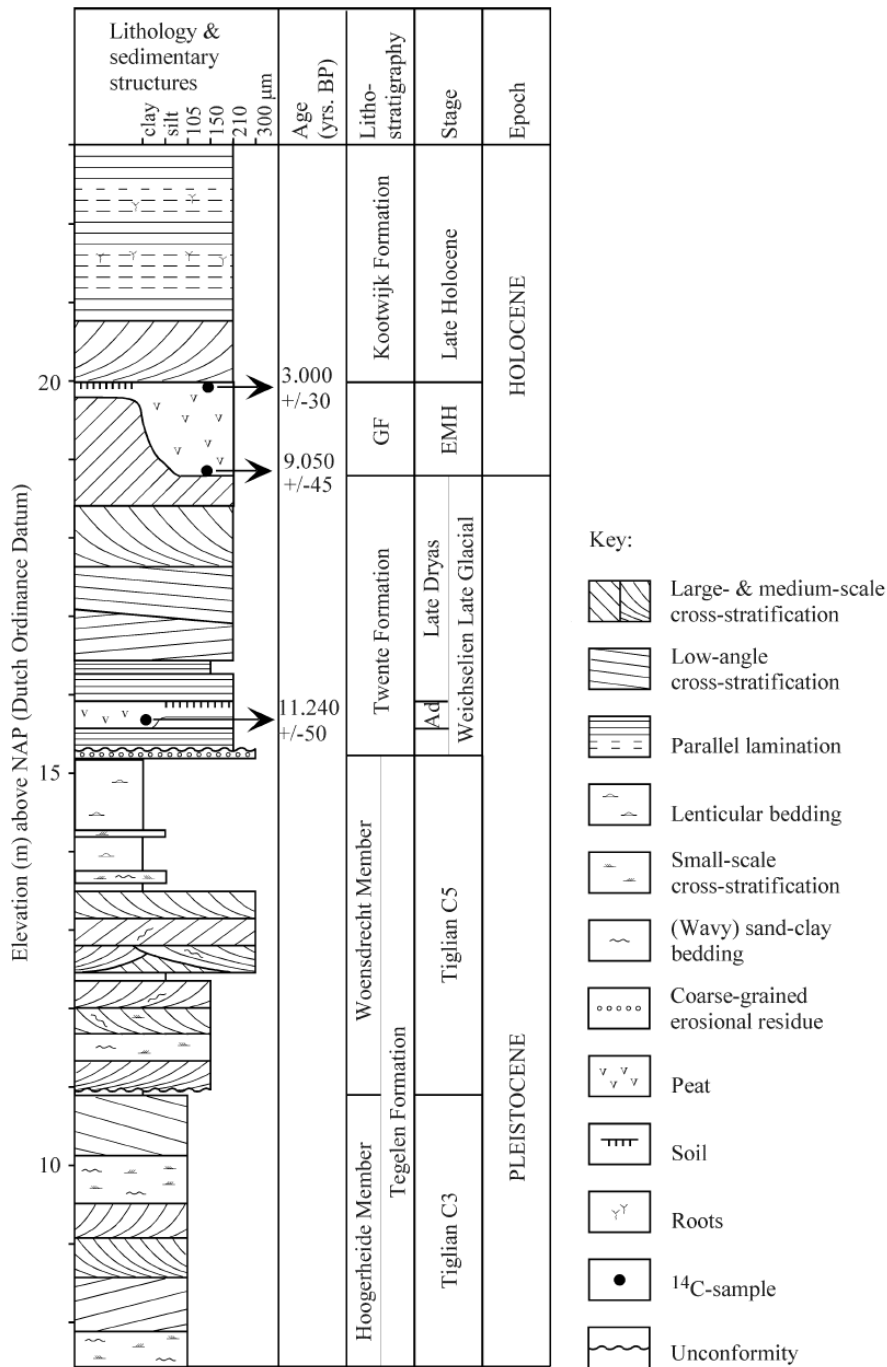 Lithology &
sedimentary
structures
clay
silt
105
150
210
300 μm
Age
(yrs. BP)
Litho-
stratigraphy
Stage
Epoch
Elevation (m) above NAP (Dutch Ordinance Datum)
20
15
10
3.000
+/-30
9.050
+/-45
11.240
+/-50
Kootwijk Formation
GF
Twente Formation
Woensdrecht Member
Hoogerheide Member
Tegelen Formation
Late Holocene
EMH
Late Dryas
Ad
Weichselien Late Glacial
Tiglian C5
Tiglian C3
HOLOCENE
PLEISTOCENE
Key:
Large- & medium-scale
cross-stratification
Low-angle
cross-stratification
Parallel lamination
Lenticular bedding
Small-scale
cross-stratification
(Wavy) sand-clay
bedding
Coarse-grained
erosional residue
Peat
Soil
Roots
14C-sample
Unconformity